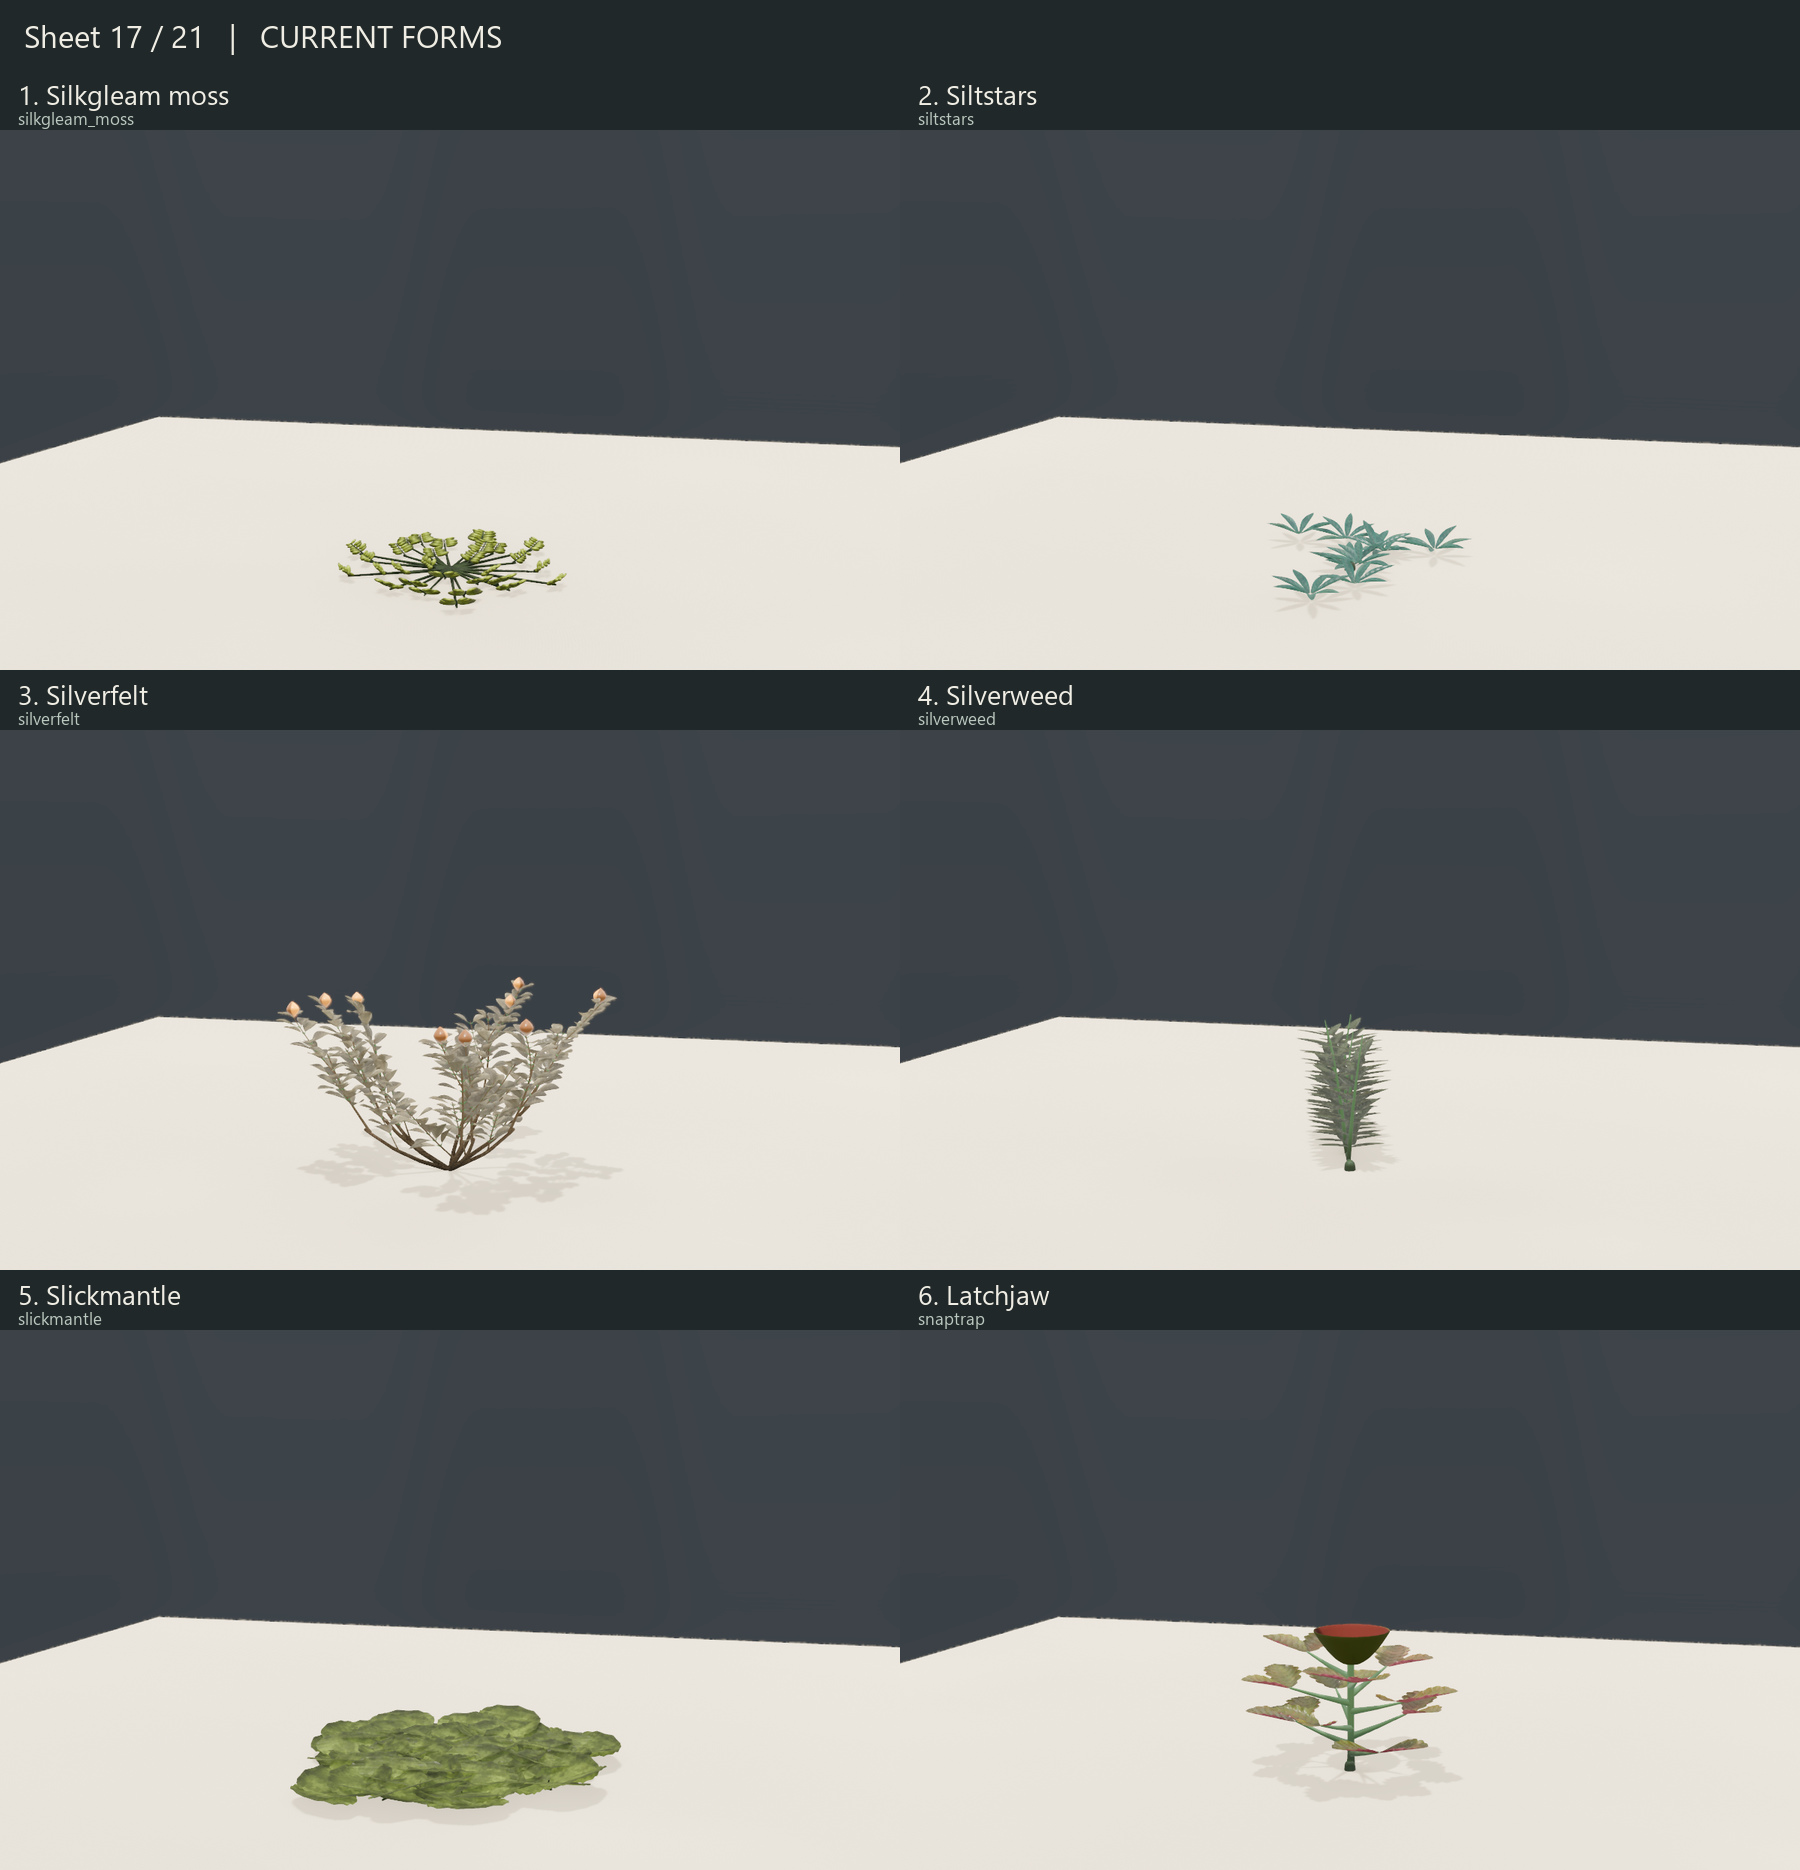 Sheet 17 / 21 | CURRENT FORMS
1. Silkgleam moss
silkgleam_moss
2. Siltstars
siltstars
3. Silverfelt
silverfelt
4. Silverweed
silverweed
5. Slickmantle
slickmantle
6. Latchjaw
snaptrap